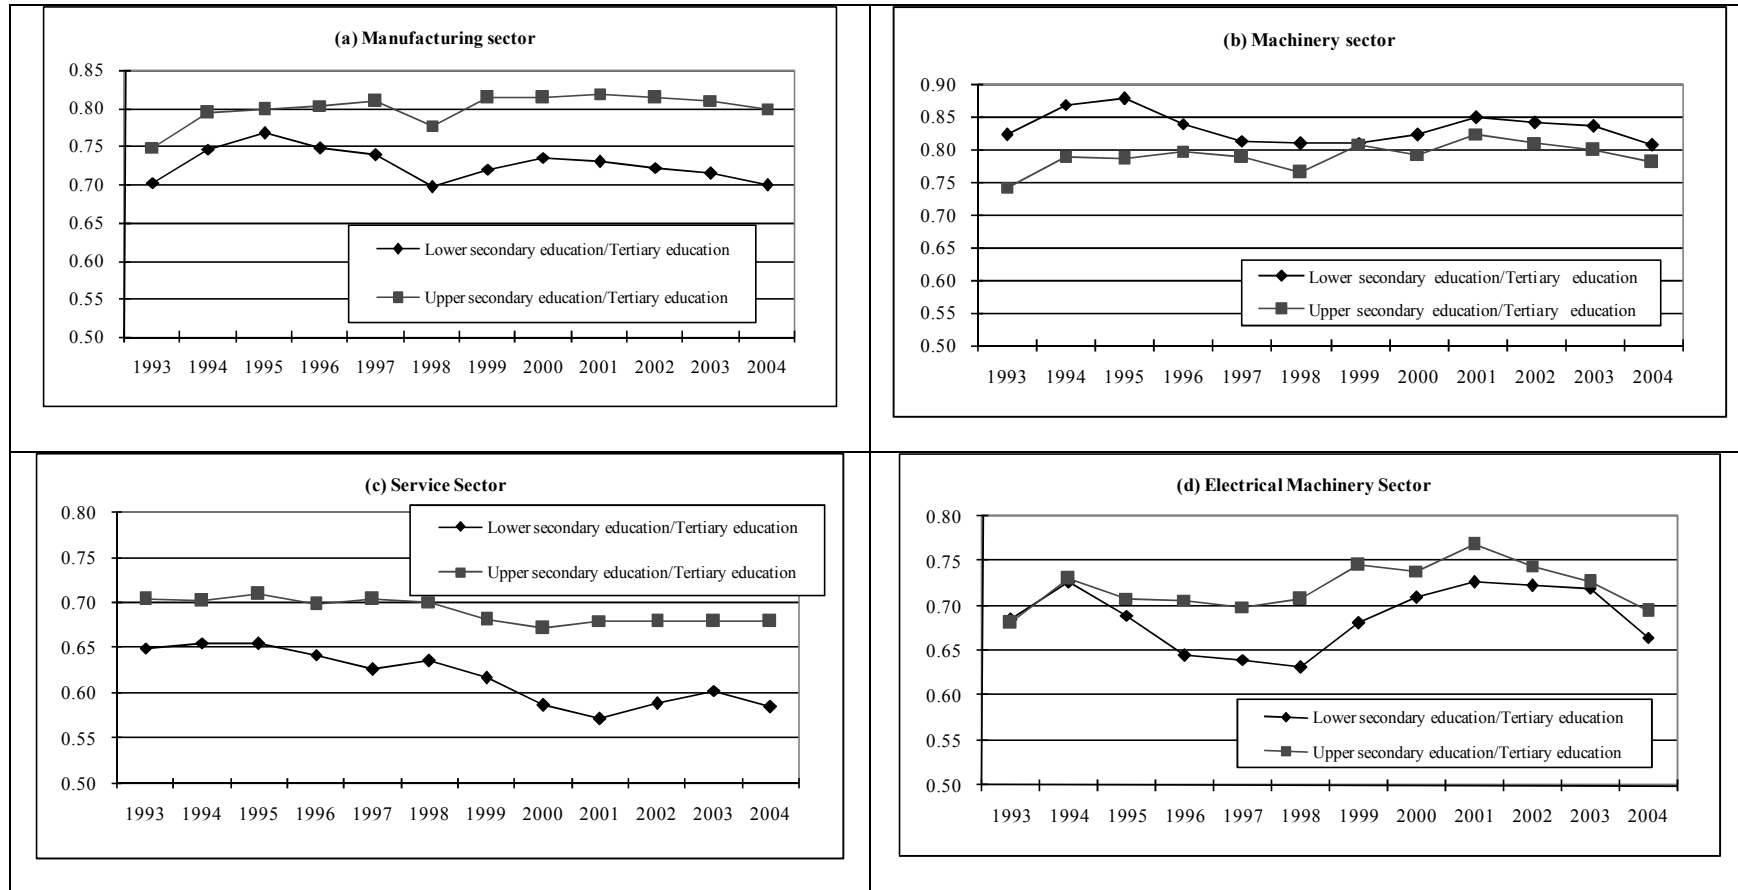 (a) Manufacturing sector
0.85
0.80
0.75
0.70
0.65
0.60
0.55
0.50
Lower secondary education/Tertiary education
Upper secondary education/Tertiary education
1993 1994 1995 1996 1997 1998 1999 2000 2001 2002 2003 2004
(b) Machinery sector
0.90
0.85
0.80
0.75
0.70
0.65
0.60
0.55
0.50
Lower secondary education/Tertiary education
Upper secondary education/Tertiary education
1993 1994 1995 1996 1997 1998 1999 2000 2001 2002 2003 2004
(c) Service Sector
0.80
0.75
0.70
0.65
0.60
0.55
0.50
Lower secondary education/Tertiary education
Upper secondary education/Tertiary education
1993 1994 1995 1996 1997 1998 1999 2000 2001 2002 2003 2004
(d) Electrical Machinery Sector
0.80
0.75
0.70
0.65
0.60
0.55
0.50
Lower secondary education/Tertiary education
Upper secondary education/Tertiary education
1993 1994 1995 1996 1997 1998 1999 2000 2001 2002 2003 2004